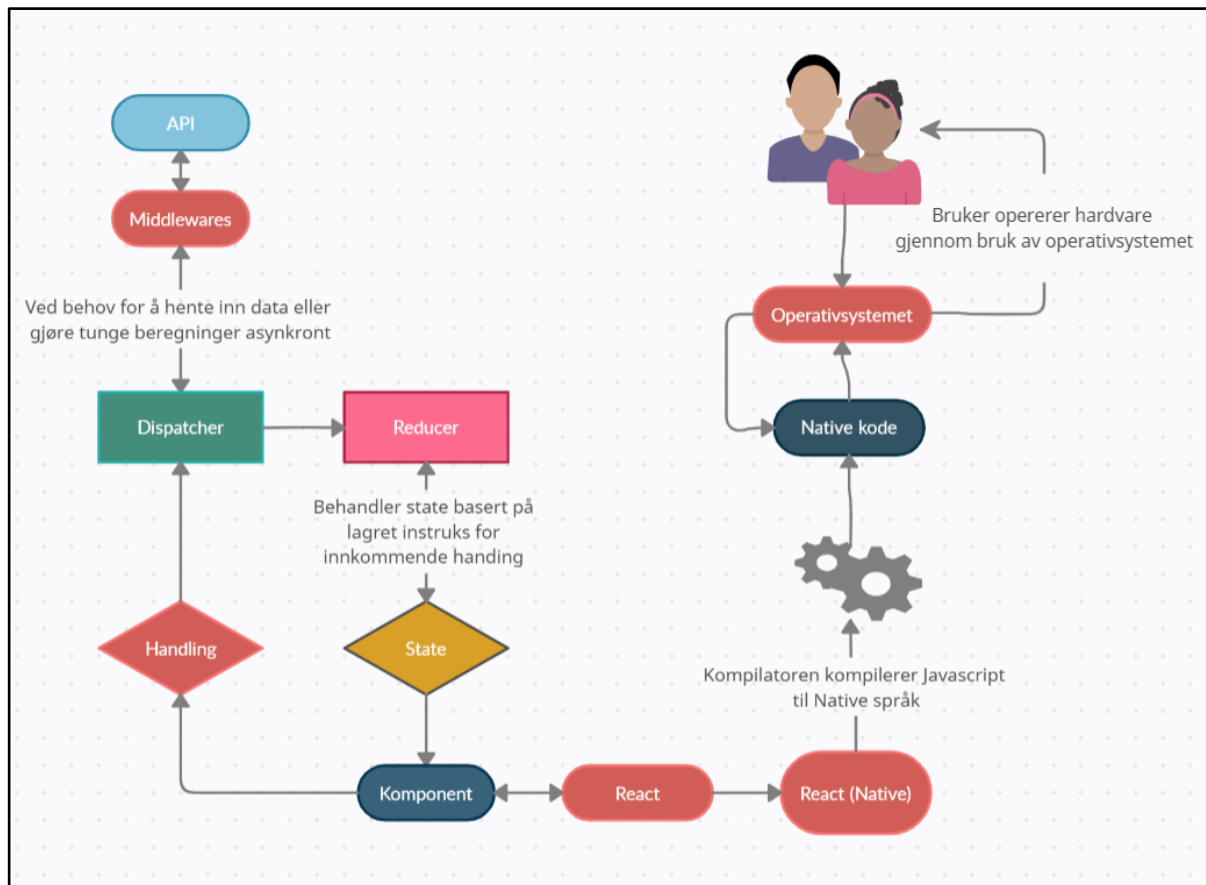 API
Middlewares
Ved behov for å hente inn data eller
gjøre tunge beregninger asynkront
Dispatcher
Reducer
Behandler state basert på
lagret instruks for
innkommende handing
Handling
State
Komponent
React
React (Native)
Kompilatoren kompilerer Javascript
til Native språk
Native kode
Operativsystemet
Bruker opererer hardvare
gjennom bruk av operativsystemet